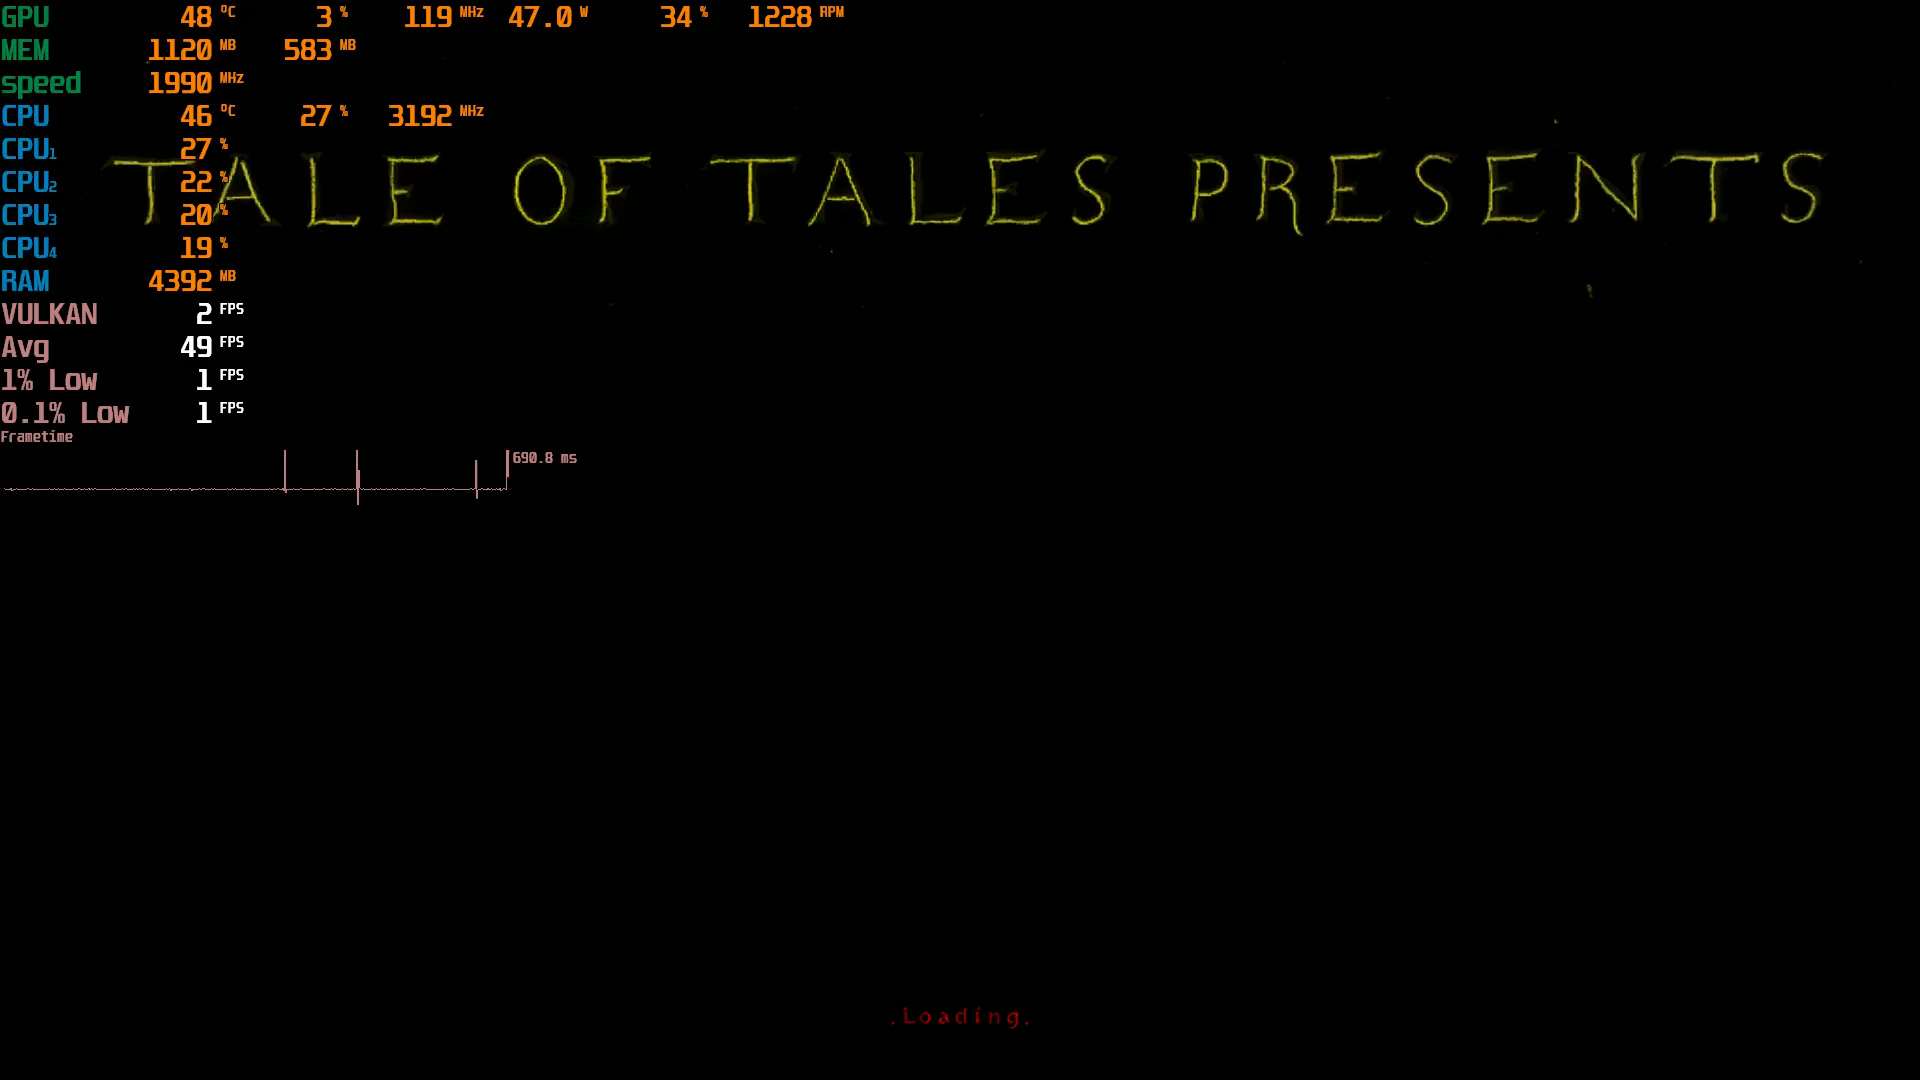 GPU 48 °C 3 % 119 MHz 47.0 W 34 % 1228 RPM
MEM 1120 MB 583 MB
speed 1990 MHz
CPU 46 °C 27 % 3192 MHz
CPU1 27 %
CPU2 22 %
CPU3 20 %
CPU4 19 %
TALE OF TALES PRESENTS
RAM 4392 MB
VULKAN 2 FPS
Avg 49 FPS
1% Low 1 FPS
0.1% Low 1 FPS
Frametime
690.8 ms
.Loading.